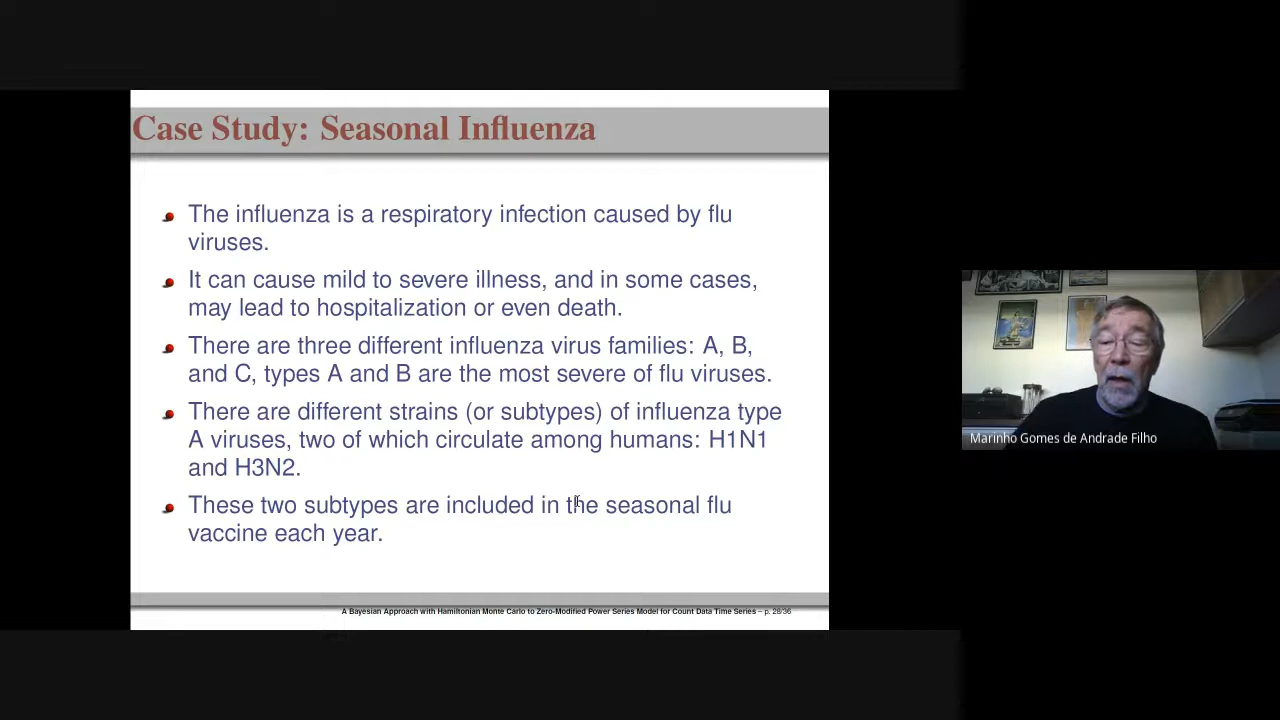 Case Study: Seasonal Influenza
The influenza is a respiratory infection caused by flu
viruses.
It can cause mild to severe illness, and in some cases,
may lead to hospitalization or even death.
There are three different influenza virus families: A, B,
and C, types A and B are the most severe of flu viruses.
There are different strains (or subtypes) of influenza type
A viruses, two of which circulate among humans: H1N1
and H3N2.
These two subtypes are included in the seasonal flu
vaccine each year.
A Bayesian Approach with Hamiltonian Monte Carlo to Zero-Modified Power Series Model for Count Data Time Series – p. 28/36
Marinho Gomes de Andrade Filho